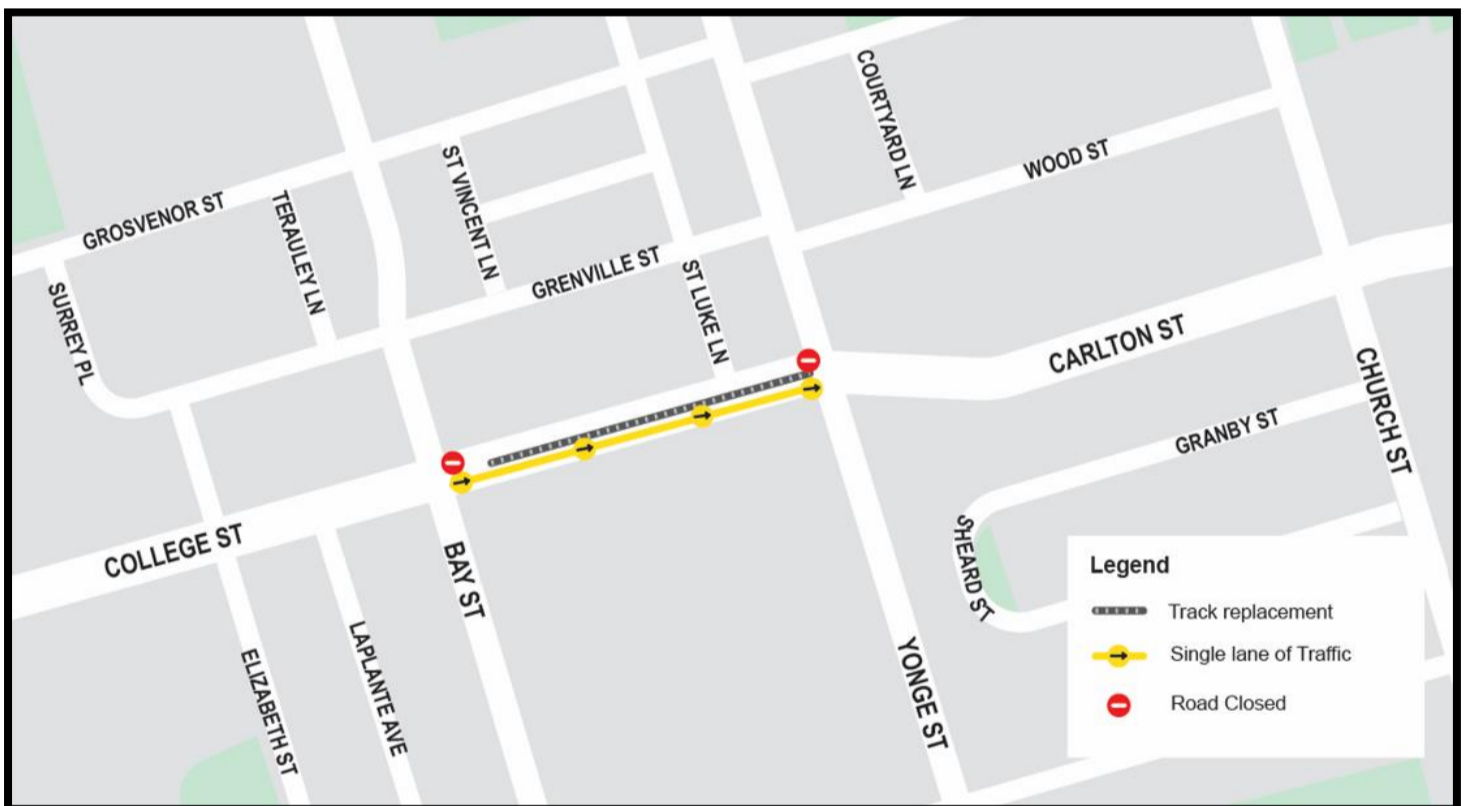 COURTYARD LN
WOOD ST
ST VINCENT LN
GROSVENOR ST
TERAULEY LN
GRENVILLE ST
ST LUKE LN
SURREY PL
CARLTON ST
CHURCH ST
GRANBY ST
SHEARD ST
COLLEGE ST
BAY ST
LAPLANTE AVE
ELIZABETH ST
YONGE ST
Legend
Track replacement
Single lane of Traffic
Road Closed